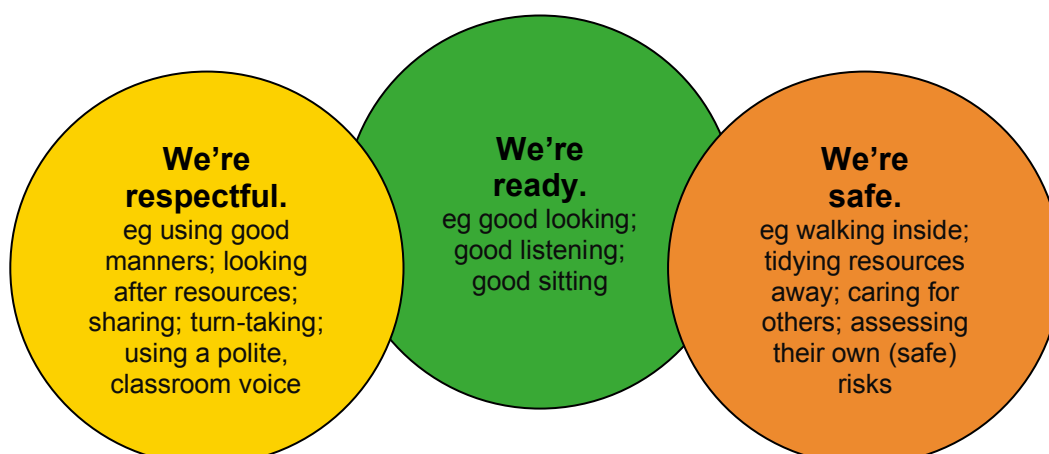 We're
respectful.
eg using good
manners; looking
after resources;
sharing; turn-taking;
using a polite,
classroom voice
We're
ready.
eg good looking;
good listening;
good sitting
We're
safe.
eg walking inside;
tidying resources
away; caring for
others; assessing
their own (safe)
risks